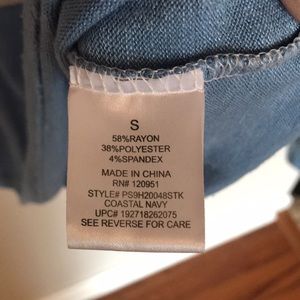 S
58%RAYON
38%POLYESTER
4%SPANDEX
MADE IN CHINA
RN# 120951
STYLE# PS9H20048STK
COASTAL NAVY
UPC# 192718262075
SEE REVERSE FOR CARE